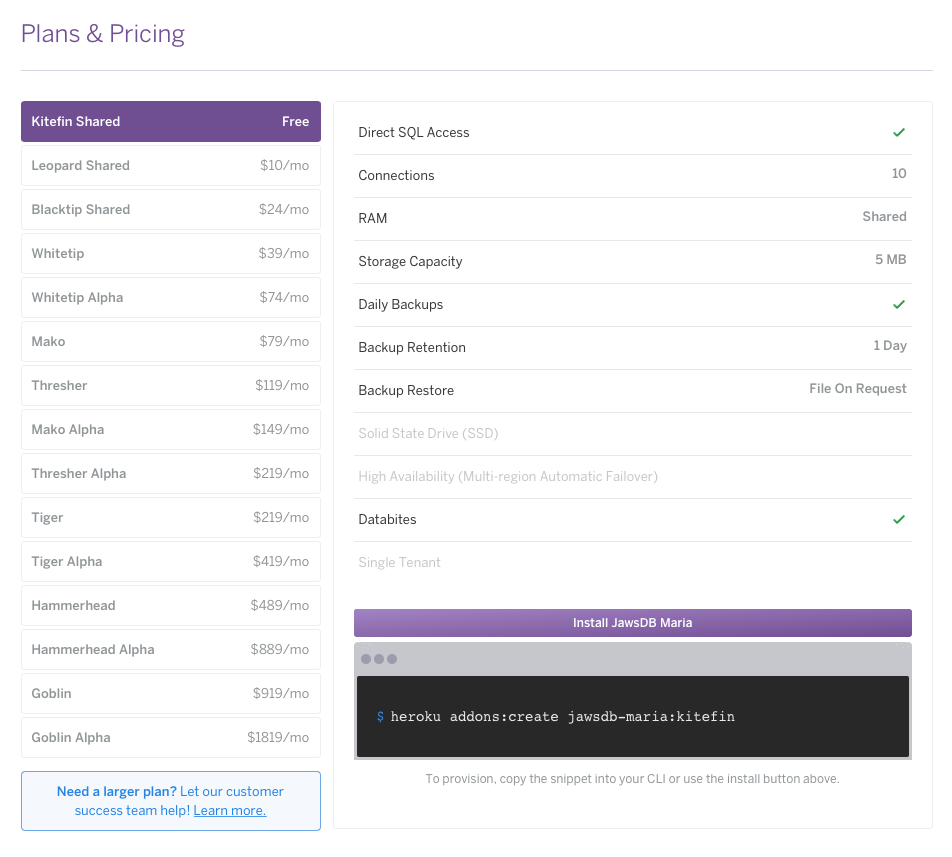 Plans & Pricing
Kitefin Shared Free
Leopard Shared $10/mo
Blacktip Shared $24/mo
Whitetip $39/mo
Whitetip Alpha $74/mo
Mako $79/mo
Thresher $119/mo
Mako Alpha $149/mo
Thresher Alpha $219/mo
Tiger $219/mo
Tiger Alpha $419/mo
Hammerhead $489/mo
Hammerhead Alpha $889/mo
Goblin $919/mo
Goblin Alpha $1819/mo
Need a larger plan? Let our customer
success team help! Learn more.
Direct SQL Access
Connections 10
RAM Shared
Storage Capacity 5 MB
Daily Backups
Backup Retention 1 Day
Backup Restore File On Request
Solid State Drive (SSD)
High Availability (Multi-region Automatic Failover)
Databites
Single Tenant
Install JawsDB Maria
$ heroku addons:create jawsdb-maria:kitefin
To provision, copy the snippet into your CLI or use the install button above.